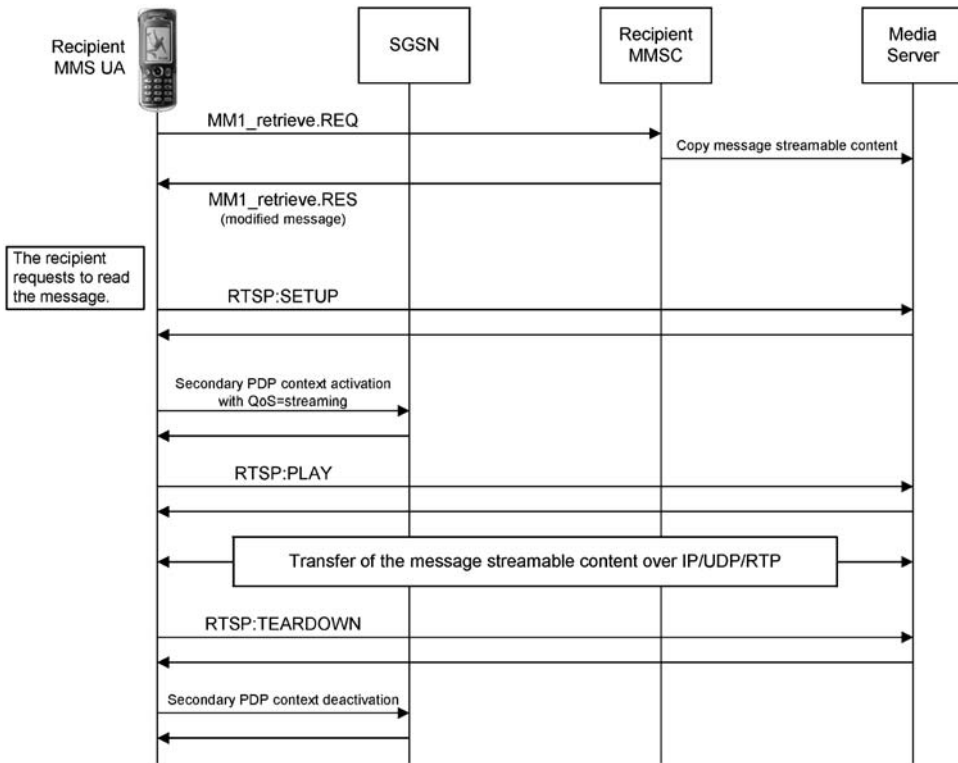 Recipient
MMS UA
SGSN
Recipient
MMSC
Media
Server
MM1_retrieve.REQ
Copy message streamable content
MM1_retrieve.RES
(modified message)
The recipient
requests to read
the message.
RTSP:SETUP
Secondary PDP context activation
with QoS=streaming
RTSP:PLAY
Transfer of the message streamable content over IP/UDP/RTP
RTSP:TEARDOWN
Secondary PDP context deactivation